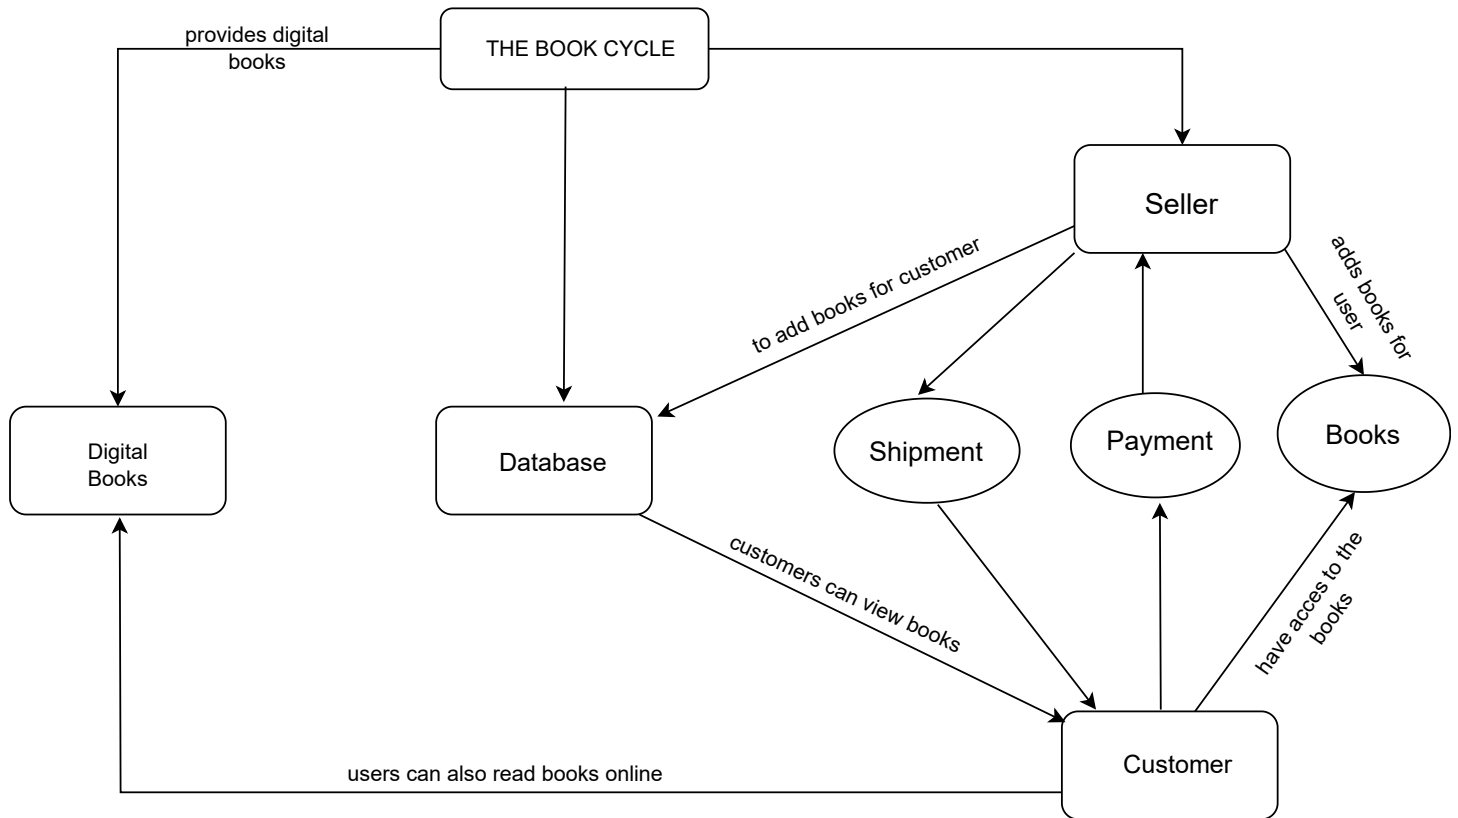 provides digital
books
THE BOOK CYCLE
Seller
to add books for customer
adds books for
user
Digital
Books
Database
Shipment
Payment
Books
customers can view books
have acces to the
books
users can also read books online
Customer